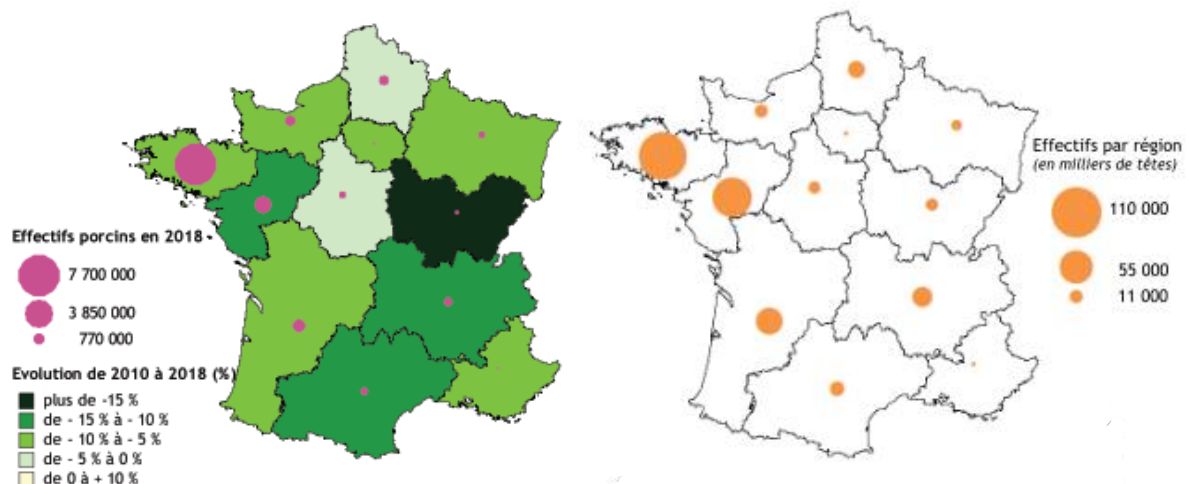 Effectifs porcins en 2018
7 700 000
3 850 000
770 000
Evolution de 2010 à 2018 (%)
plus de -15 %
de - 15 % à - 10 %
de - 10 % à - 5 %
de - 5 % à 0 %
de 0 à + 10 %
Effectifs par région
(en milliers de têtes)
110 000
55 000
11 000